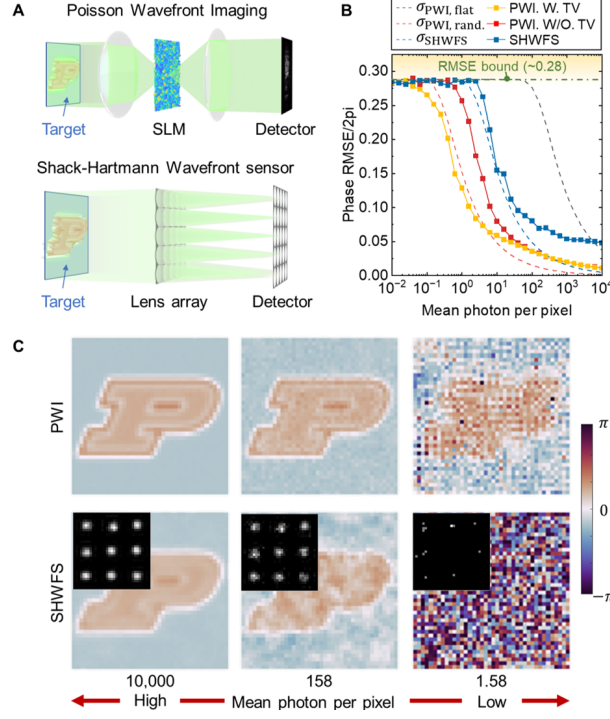 A
Poisson Wavefront Imaging
Target
SLM
Detector
Shack-Hartmann Wavefront sensor
Target
Lens array
Detector
B
σPWI, flat
σPWI, rand.
σSHWFS
PWI. W. TV
PWI. W/O. TV
SHWFS
RMSE bound (~0.28)
Phase RMSE/2pi
0.30
0.25
0.20
0.15
0.10
0.05
0.00
10⁻² 10⁻¹ 10⁰ 10¹ 10² 10³ 10⁴
Mean photon per pixel
C
PWI
SHWFS
π
0
−π
10,000 158 1.58
High Mean photon per pixel Low